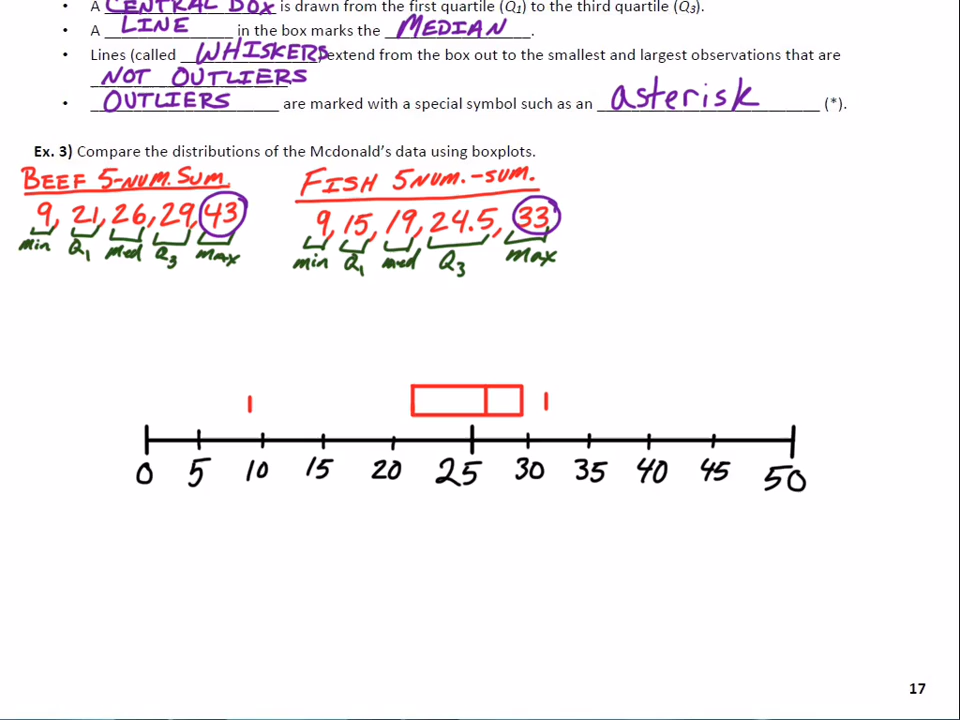 • A CENTRAL BOX is drawn from the first quartile (Q1) to the third quartile (Q3).
• A LINE in the box marks the MEDIAN.
• Lines (called WHISKERS) extend from the box out to the smallest and largest observations that are
NOT OUTLIERS
• OUTLIERS are marked with a special symbol such as an asterisk (*).
Ex. 3) Compare the distributions of the Mcdonald's data using boxplots.
BEEF 5-NUM. SUM.
9, 21, 26, 29, 43
min Q1 Med Q3 Max
FISH 5NUM.-SUM.
9, 15, 19, 24.5, 33
min Q1 med Q3 Max
0 5 10 15 20 25 30 35 40 45 50
17